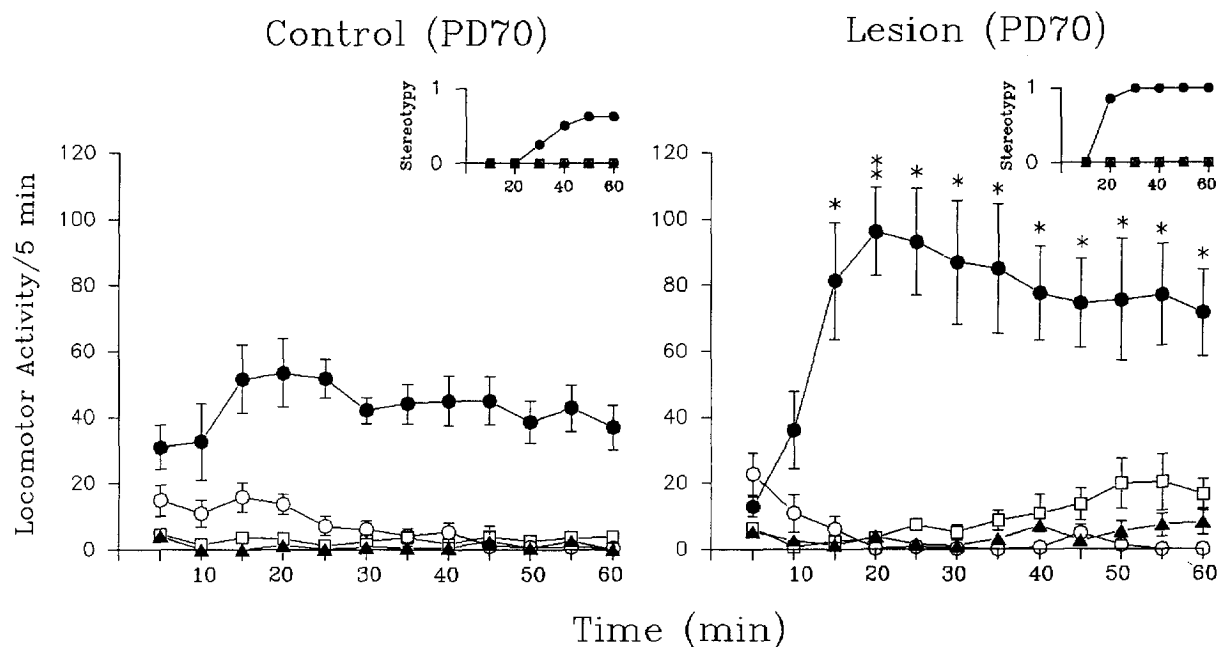 Control (PD70)
Lesion (PD70)
Stereotypy
1
0
20 40 60
Stereotypy
1
0
20 40 60
Locomotor Activity/5 min
120
100
80
60
40
20
0
10 20 30 40 50 60
120
100
80
60
40
20
0
10 20 30 40 50 60
* ** * * * * * * * *
Time (min)